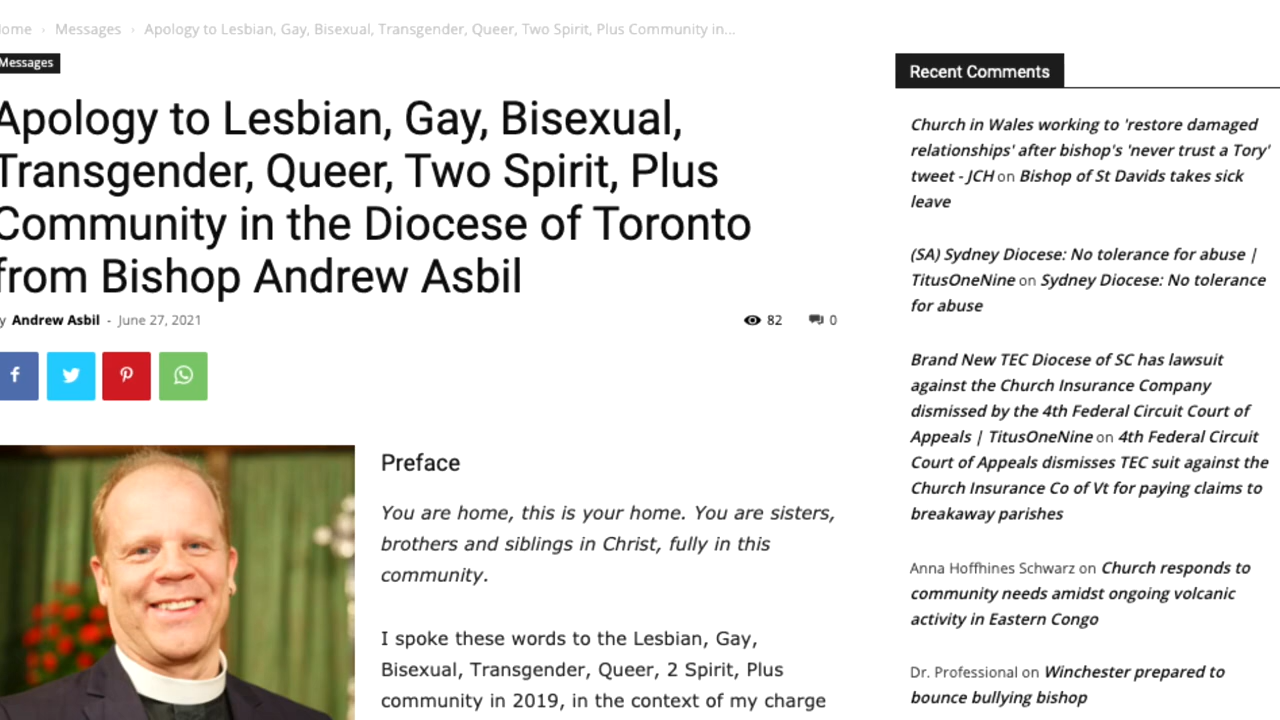 ome › Messages › Apology to Lesbian, Gay, Bisexual, Transgender, Queer, Two Spirit, Plus Community in...
Messages
Apology to Lesbian, Gay, Bisexual,
Transgender, Queer, Two Spirit, Plus
Community in the Diocese of Toronto
from Bishop Andrew Asbil
y Andrew Asbil - June 27, 2021
82 0
Preface
You are home, this is your home. You are sisters,
brothers and siblings in Christ, fully in this
community.
I spoke these words to the Lesbian, Gay,
Bisexual, Transgender, Queer, 2 Spirit, Plus
community in 2019, in the context of my charge
Recent Comments
Church in Wales working to 'restore damaged
relationships' after bishop's 'never trust a Tory'
tweet - JCH on Bishop of St Davids takes sick
leave
(SA) Sydney Diocese: No tolerance for abuse |
TitusOneNine on Sydney Diocese: No tolerance
for abuse
Brand New TEC Diocese of SC has lawsuit
against the Church Insurance Company
dismissed by the 4th Federal Circuit Court of
Appeals | TitusOneNine on 4th Federal Circuit
Court of Appeals dismisses TEC suit against the
Church Insurance Co of Vt for paying claims to
breakaway parishes
Anna Hoffhines Schwarz on Church responds to
community needs amidst ongoing volcanic
activity in Eastern Congo
Dr. Professional on Winchester prepared to
bounce bullying bishop